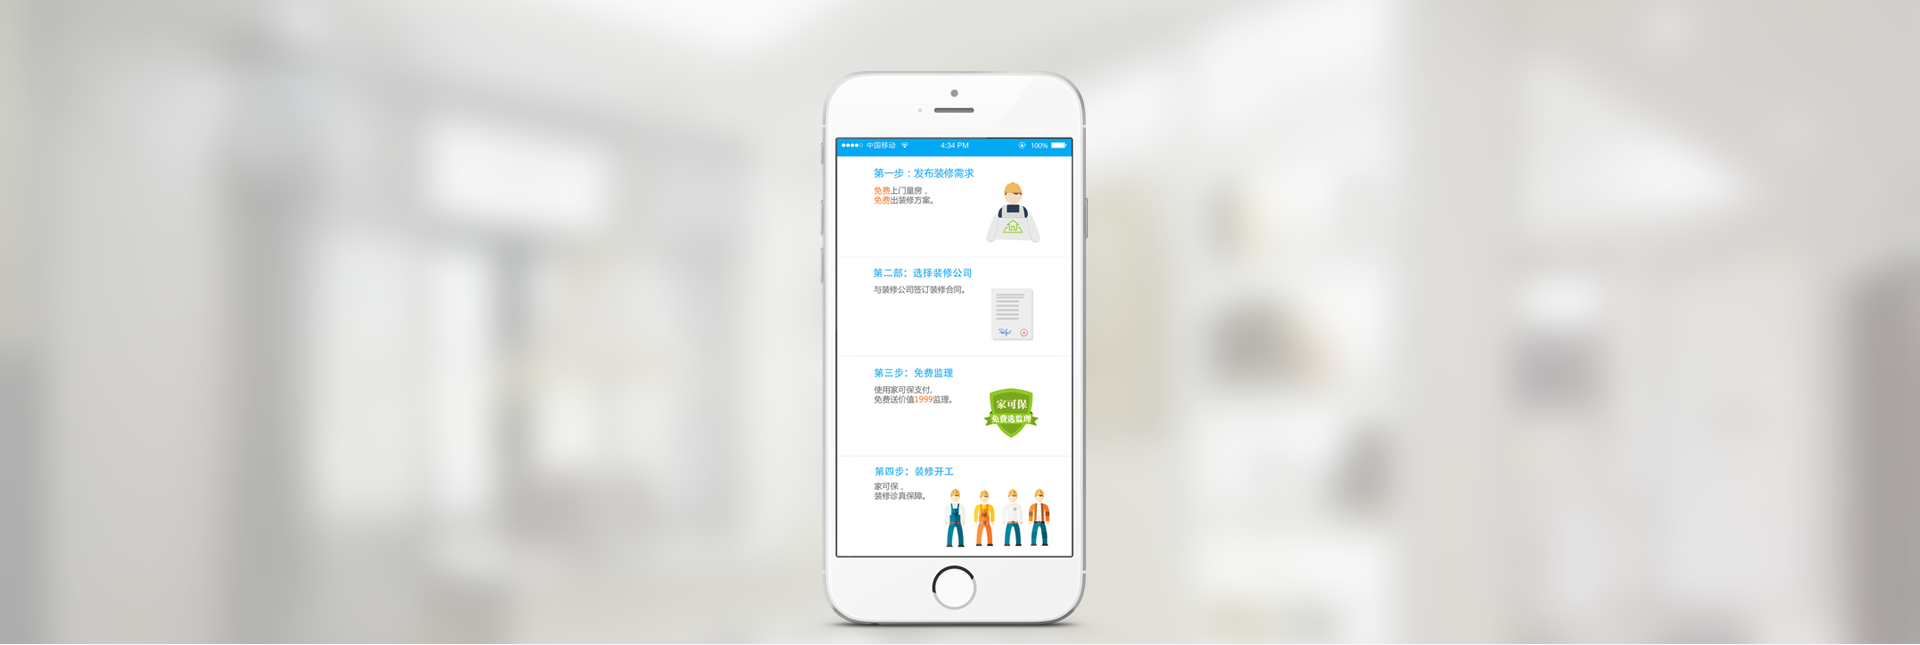 中国移动 4:34 PM 100%
第一步：发布装修需求
免费上门量房，
免费出装修方案。
第二部：选择装修公司
与装修公司签订装修合同。
第三步：免费监理
使用家可保支付,
免费送价值1999监理。
家可保
免费选监理
第四步：装修开工
家可保，
装修诊真保障。